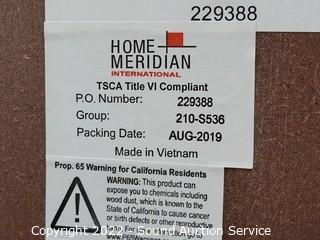 229388
HOME
MERIDIAN
INTERNATIONAL
TSCA Title VI Compliant
P.O. Number: 229388
Group: 210-S536
Packing Date: AUG-2019
Made in Vietnam
Prop. 65 Warning for California Residents
WARNING: This product can
expose you to chemicals including
wood dust, which is known to the
State of California to cause cancer
or birth defects or other reproductive
Copyright 2022 Sound Auction Service